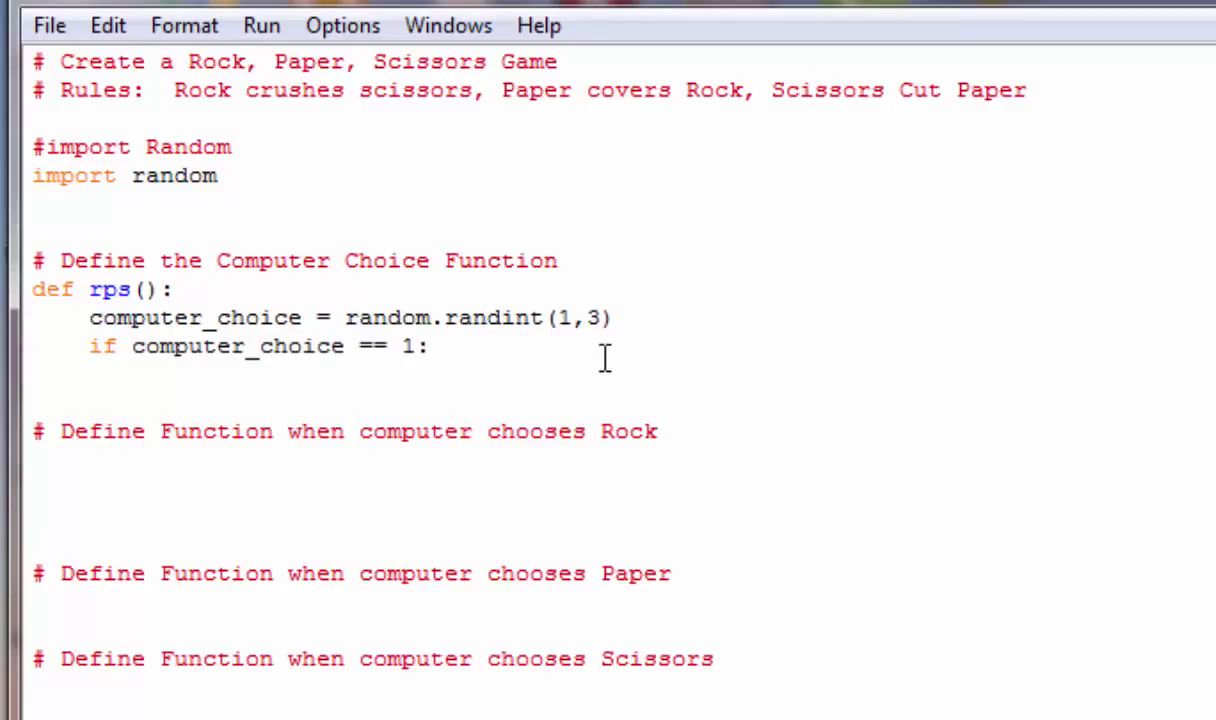 File Edit Format Run Options Windows Help
# Create a Rock, Paper, Scissors Game
# Rules:  Rock crushes scissors, Paper covers Rock, Scissors Cut Paper
#import Random
import random
# Define the Computer Choice Function
def rps():
    computer_choice = random.randint(1,3)
    if computer_choice == 1:
# Define Function when computer chooses Rock
# Define Function when computer chooses Paper
# Define Function when computer chooses Scissors